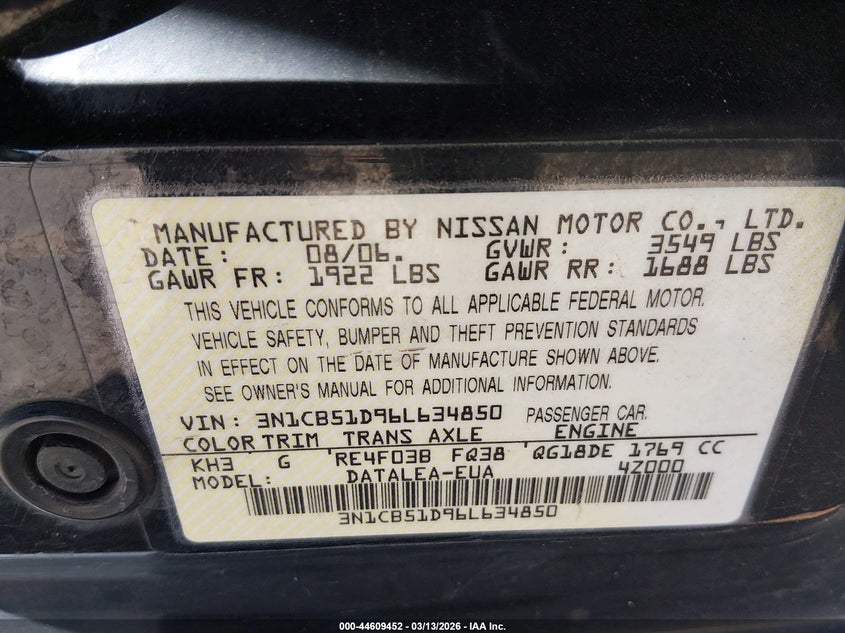 MANUFACTURED BY NISSAN MOTOR CO., LTD.
DATE: 08/06. GVWR: 3549 LBS
GAWR FR: 1922 LBS GAWR RR: 1688 LBS
THIS VEHICLE CONFORMS TO ALL APPLICABLE FEDERAL MOTOR.
VEHICLE SAFETY, BUMPER AND THEFT PREVENTION STANDARDS
IN EFFECT ON THE DATE OF MANUFACTURE SHOWN ABOVE.
SEE OWNER'S MANUAL FOR ADDITIONAL INFORMATION.
VIN: 3N1CB51D96L634850 PASSENGER CAR.
COLOR TRIM TRANS AXLE ENGINE
KH3 G RE4F03B FQ38 QG18DE 1769 CC
MODEL: DATALEA-EUA 4Z000
3N1CB51D96L634850
000-44609452 - 03/13/2026 - IAA Inc.